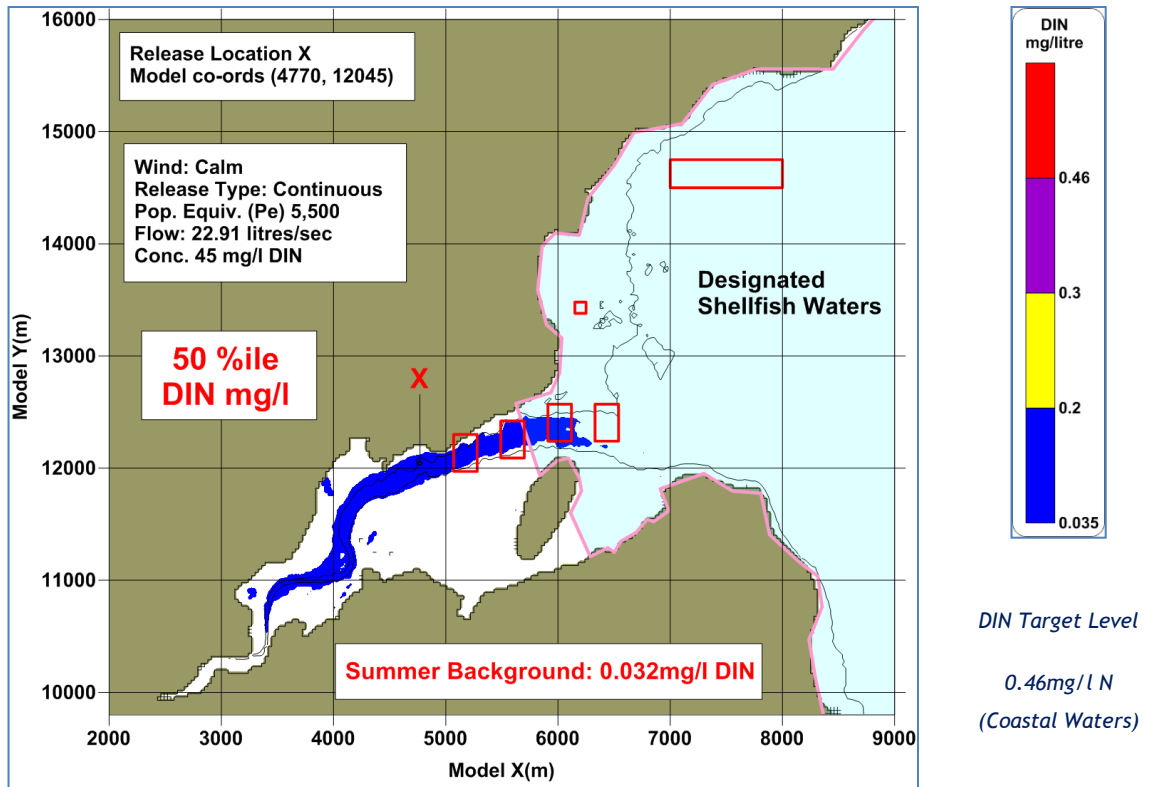 16000
15000
14000
13000
12000
11000
10000
Model Y(m)
Release Location X
Model co-ords (4770, 12045)
Wind: Calm
Release Type: Continuous
Pop. Equiv. (Pe) 5,500
Flow: 22.91 litres/sec
Conc. 45 mg/l DIN
50 %ile
DIN mg/l
X
Designated
Shellfish Waters
Summer Background: 0.032mg/l DIN
2000
3000
4000
5000
6000
7000
8000
9000
Model X(m)
DIN
mg/litre
0.46
0.3
0.2
0.035
DIN Target Level
0.46mg/l N
(Coastal Waters)